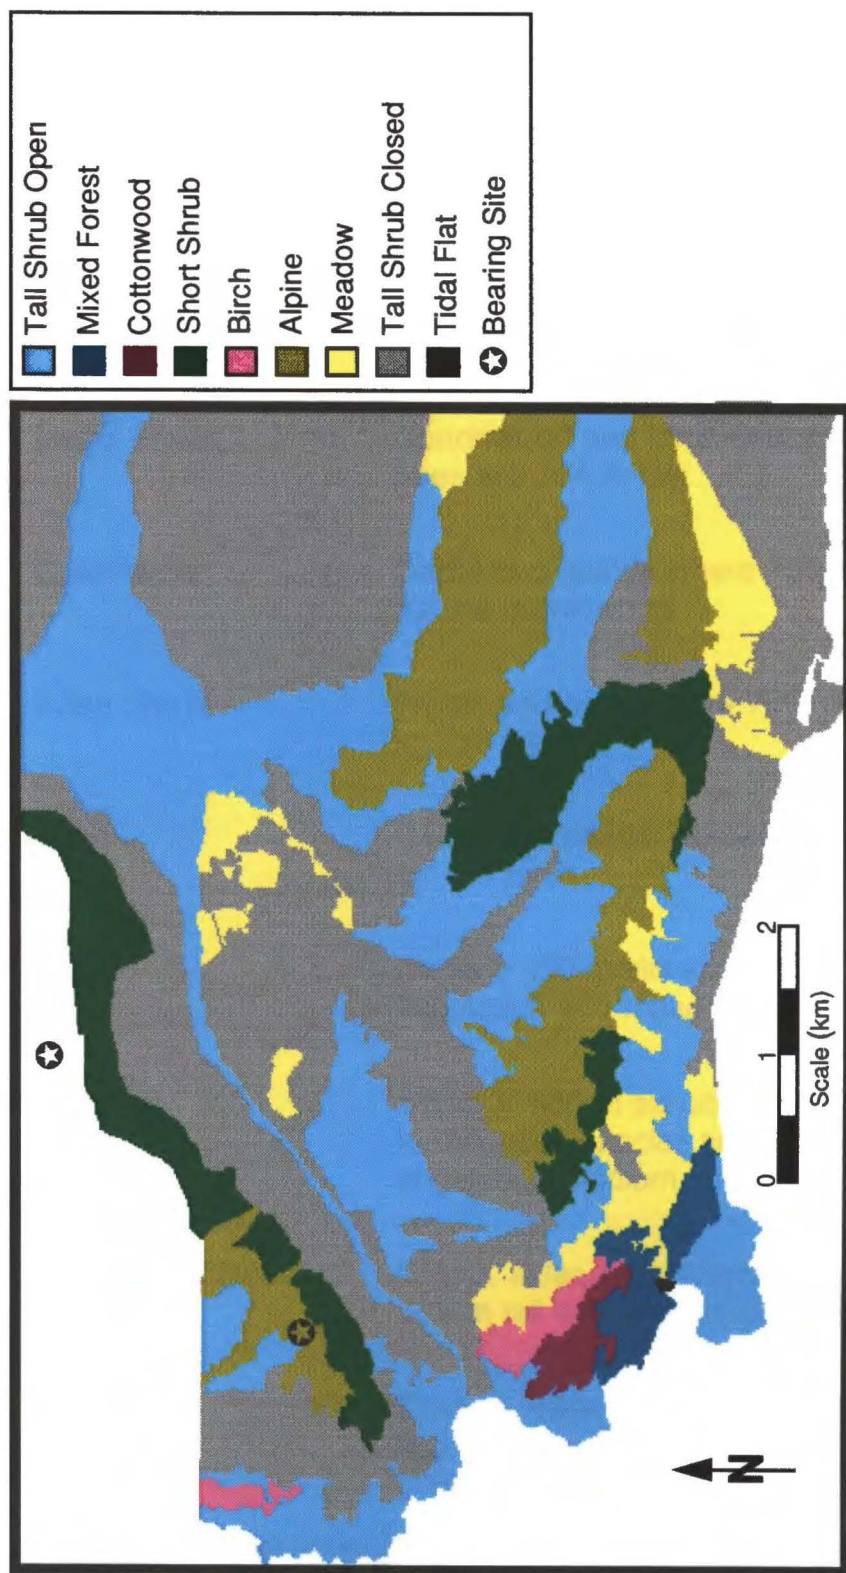 Tall Shrub Open
Mixed Forest
Cottonwood
Short Shrub
Birch
Alpine
Meadow
Tall Shrub Closed
Tidal Flat
Bearing Site
N
0 1 2
Scale (km)